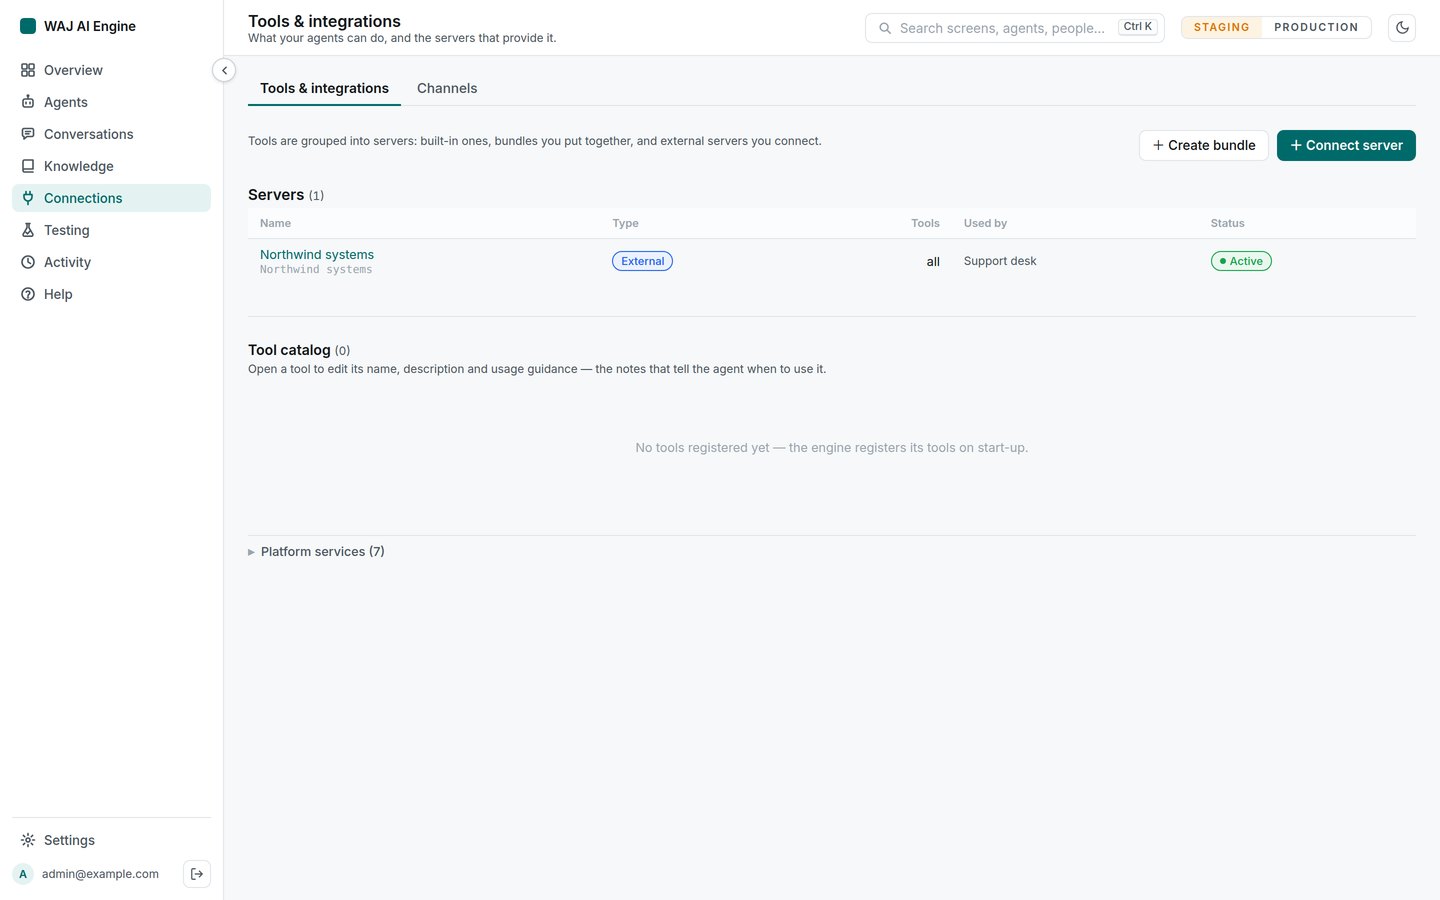 WAJ AI Engine
Overview
Agents
Conversations
Knowledge
Connections
Testing
Activity
Help
Settings
A admin@example.com
Tools & integrations
What your agents can do, and the servers that provide it.
Search screens, agents, people... Ctrl K
STAGING PRODUCTION
Tools & integrations Channels
Tools are grouped into servers: built-in ones, bundles you put together, and external servers you connect.
+ Create bundle + Connect server
Servers (1)
Name Type Tools Used by Status
Northwind systems External all Support desk Active
Northwind systems
Tool catalog (0)
Open a tool to edit its name, description and usage guidance — the notes that tell the agent when to use it.
No tools registered yet — the engine registers its tools on start-up.
Platform services (7)